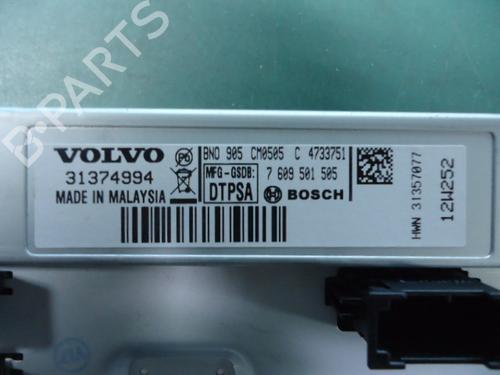 B-PARTS
BNO 905 CM0505 C 4733751
VOLVO
31374994
MADE IN MALAYSIA
MFG-GSDB:
DTPSA
7 609 501 505
BOSCH
HWN 31357077
12W252